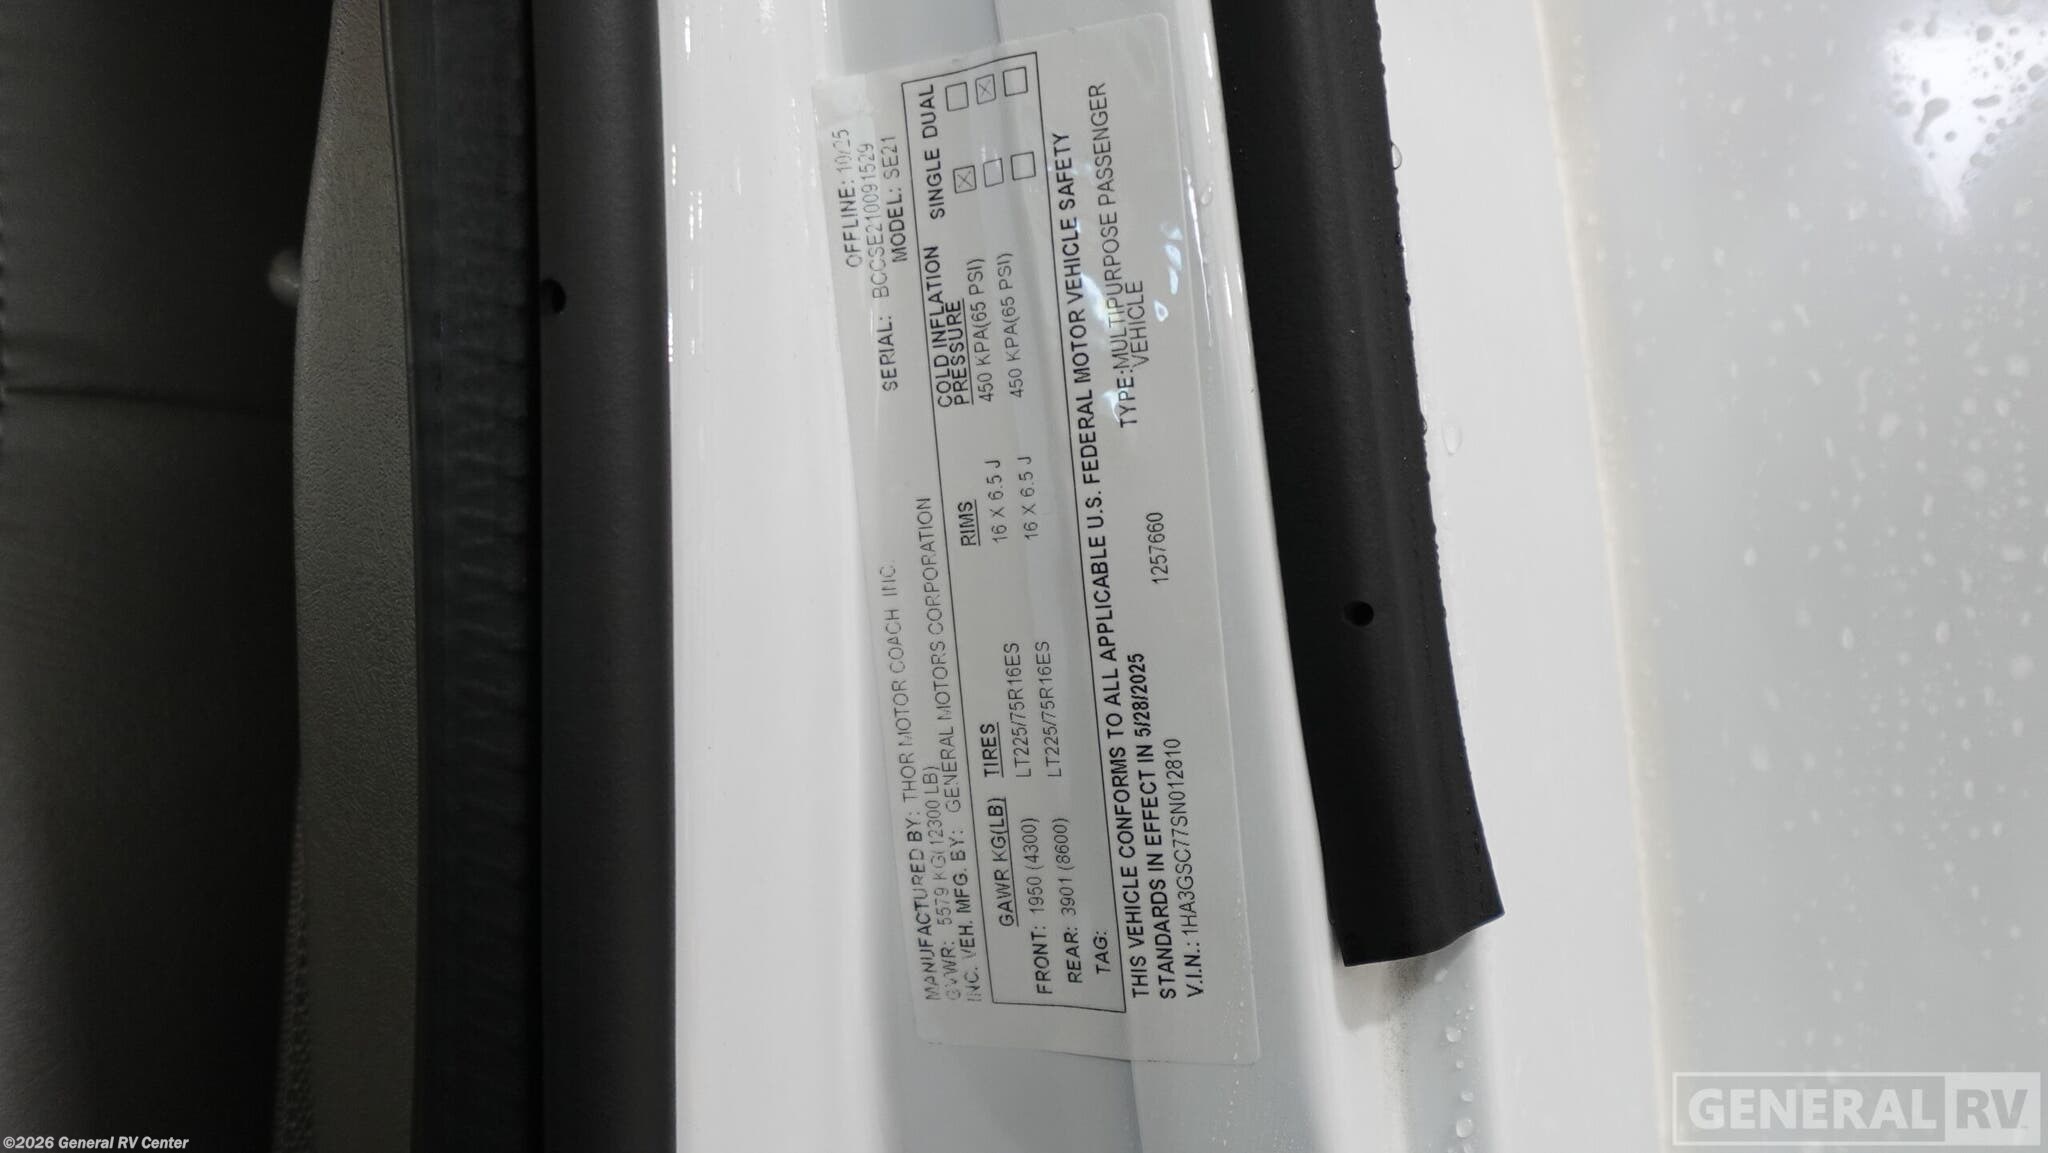 OFFLINE: 10/25
SERIAL: BCCSE210091529
MODEL: SE21
MANUFACTURED BY: THOR MOTOR COACH INC.
GVWR: 5579 KG(12300 LB)
INC. VEH. MFG. BY: GENERAL MOTORS CORPORATION
GAWR KG(LB) TIRES RIMS COLD INFLATION PRESSURE SINGLE DUAL
FRONT: 1950 (4300) LT225/75R16ES 16 X 6.5 J 450 KPA(65 PSI)
REAR: 3901 (8600) LT225/75R16ES 16 X 6.5 J 450 KPA(65 PSI)
TAG:
THIS VEHICLE CONFORMS TO ALL APPLICABLE U.S. FEDERAL MOTOR VEHICLE SAFETY
STANDARDS IN EFFECT IN 5/28/2025
V.I.N.: 1HA3GSC77SN012810
1257660
TYPE:MULTIPURPOSE PASSENGER
VEHICLE
©2026 General RV Center
GENERAL RV